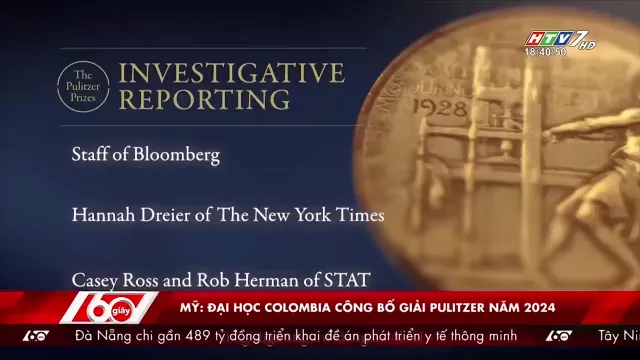 The
Pulitzer
Prizes
INVESTIGATIVE
REPORTING
1928
HTV7 HD
18:40:50
Staff of Bloomberg
Hannah Dreier of The New York Times
Casey Ross and Rob Herman of STAT
60 giây
MỸ: ĐẠI HỌC COLOMBIA CÔNG BỐ GIẢI PULITZER NĂM 2024
60 Đà Nẵng chi gần 489 tỷ đồng triển khai đề án phát triển y tế thông minh 60 Tây Ni